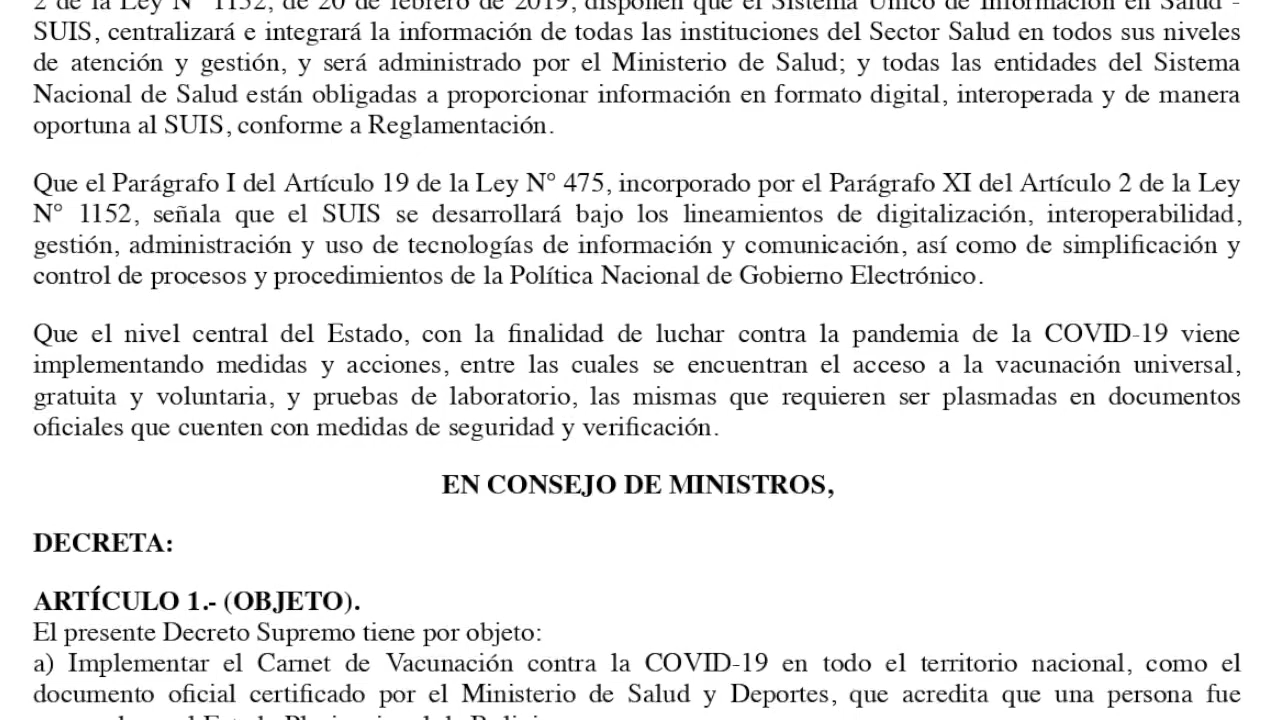 2 de la Ley N° 1152, de 20 de febrero de 2019, disponen que el Sistema Único de Información en Salud -
SUIS, centralizará e integrará la información de todas las instituciones del Sector Salud en todos sus niveles
de atención y gestión, y será administrado por el Ministerio de Salud; y todas las entidades del Sistema
Nacional de Salud están obligadas a proporcionar información en formato digital, interoperada y de manera
oportuna al SUIS, conforme a Reglamentación.
Que el Parágrafo I del Artículo 19 de la Ley N° 475, incorporado por el Parágrafo XI del Artículo 2 de la Ley
N° 1152, señala que el SUIS se desarrollará bajo los lineamientos de digitalización, interoperabilidad,
gestión, administración y uso de tecnologías de información y comunicación, así como de simplificación y
control de procesos y procedimientos de la Política Nacional de Gobierno Electrónico.
Que el nivel central del Estado, con la finalidad de luchar contra la pandemia de la COVID-19 viene
implementando medidas y acciones, entre las cuales se encuentran el acceso a la vacunación universal,
gratuita y voluntaria, y pruebas de laboratorio, las mismas que requieren ser plasmadas en documentos
oficiales que cuenten con medidas de seguridad y verificación.
EN CONSEJO DE MINISTROS,
DECRETA:
ARTÍCULO 1.- (OBJETO).
El presente Decreto Supremo tiene por objeto:
a) Implementar el Carnet de Vacunación contra la COVID-19 en todo el territorio nacional, como el
documento oficial certificado por el Ministerio de Salud y Deportes, que acredita que una persona fue